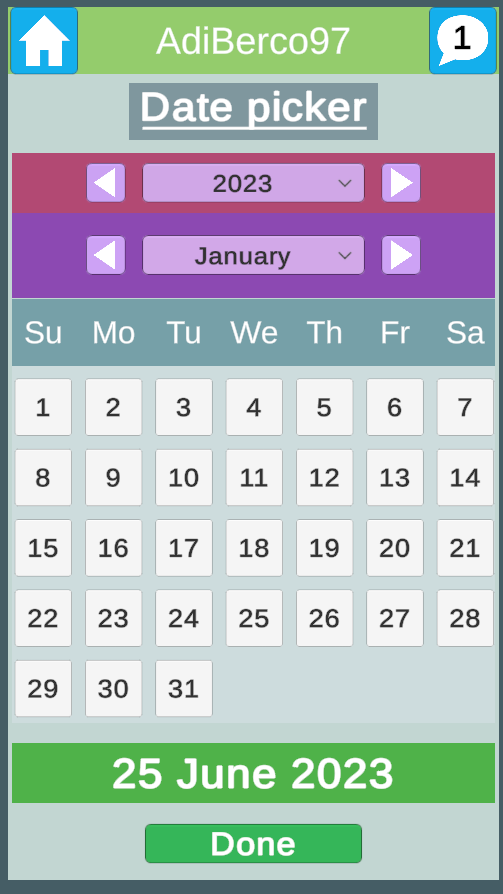 AdiBerco97 1
Date picker
2023
January
Su Mo Tu We Th Fr Sa
1 2 3 4 5 6 7
8 9 10 11 12 13 14
15 16 17 18 19 20 21
22 23 24 25 26 27 28
29 30 31
25 June 2023
Done